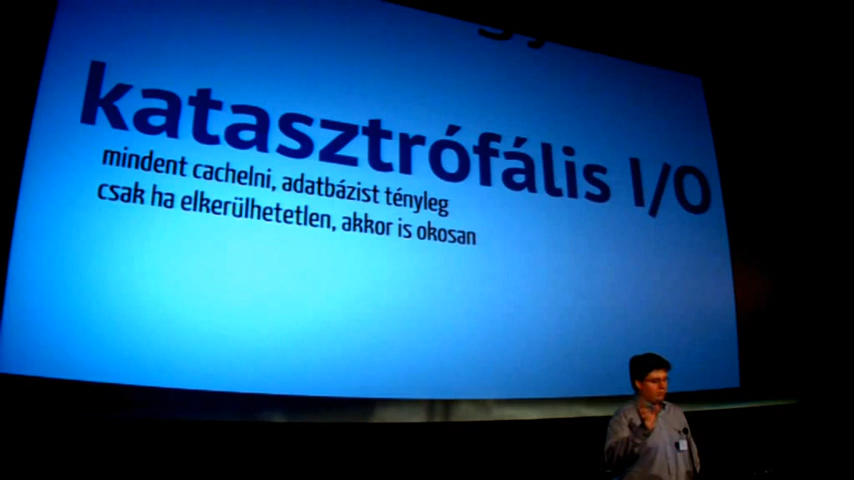 katasztrófális I/O
mindent cachelni, adatbázist tényleg
csak ha elkerülhetetlen, akkor is okosan